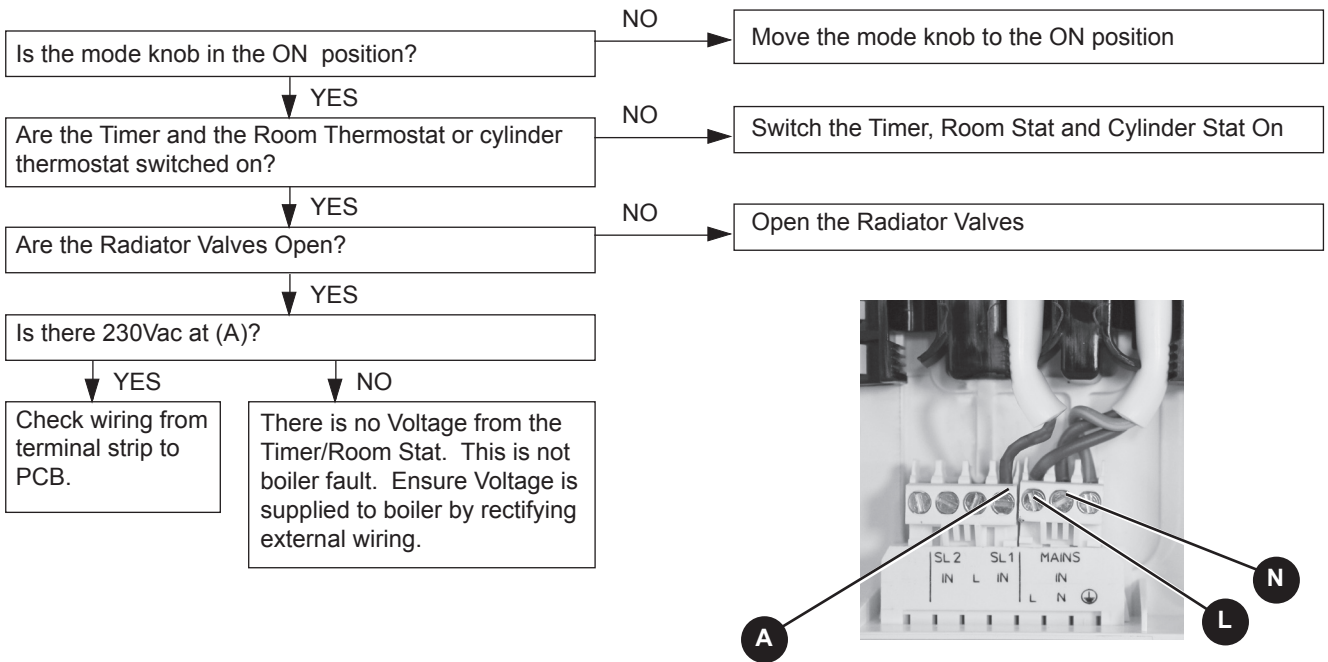 Is the mode knob in the ON position?
NO
Move the mode knob to the ON position
YES
Are the Timer and the Room Thermostat or cylinder
thermostat switched on?
NO
Switch the Timer, Room Stat and Cylinder Stat On
YES
Are the Radiator Valves Open?
NO
Open the Radiator Valves
YES
Is there 230Vac at (A)?
YES
NO
Check wiring from
terminal strip to
PCB.
There is no Voltage from the
Timer/Room Stat. This is not
boiler fault. Ensure Voltage is
supplied to boiler by rectifying
external wiring.
SL 2 SL 1 MAINS
IN L IN IN
L N
A
L
N